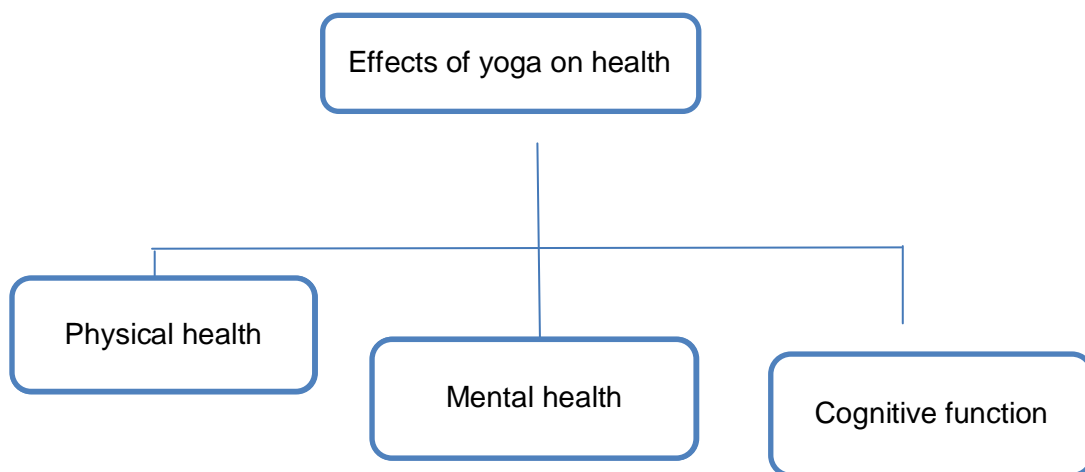 Effects of yoga on health
Physical health
Mental health
Cognitive function